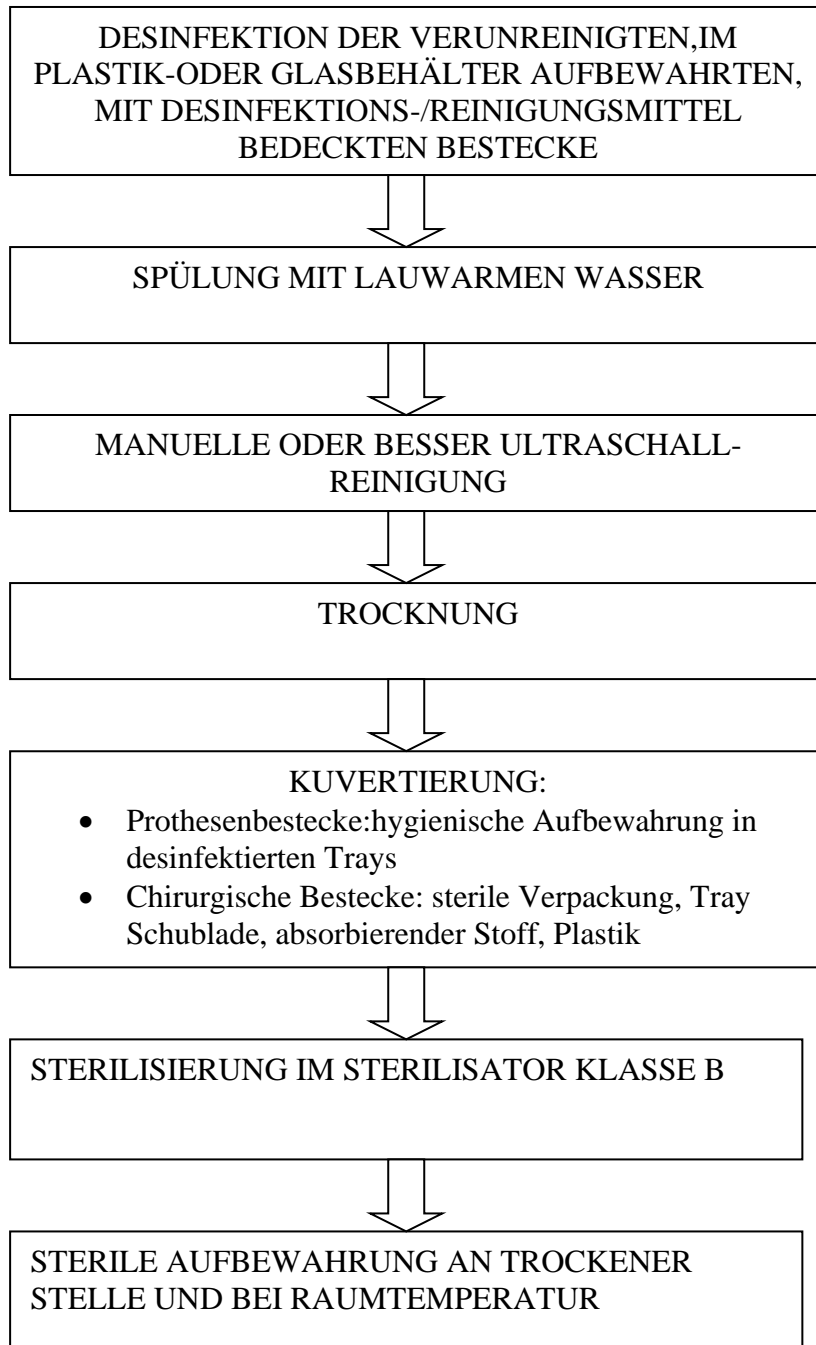 DESINFEKTION DER VERUNREINIGTEN,IM
PLASTIK-ODER GLASBEHÄLTER AUFBEWAHRTEN,
MIT DESINFEKTIONS-/REINIGUNGSMITTEL
BEDECKTEN BESTECKE
SPÜLUNG MIT LAUWARMEN WASSER
MANUELLE ODER BESSER ULTRASCHALL-
REINIGUNG
TROCKNUNG
KUVERTIERUNG:
• Prothesenbestecke:hygienische Aufbewahrung in
desinfektierten Trays
• Chirurgische Bestecke: sterile Verpackung, Tray
Schublade, absorbierender Stoff, Plastik
STERILISIERUNG IM STERILISATOR KLASSE B
STERILE AUFBEWAHRUNG AN TROCKENER
STELLE UND BEI RAUMTEMPERATUR